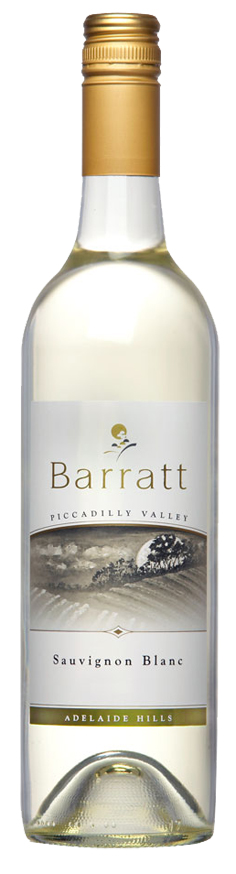 Barratt
PICCADILLY VALLEY
Sauvignon Blanc
ADELAIDE HILLS